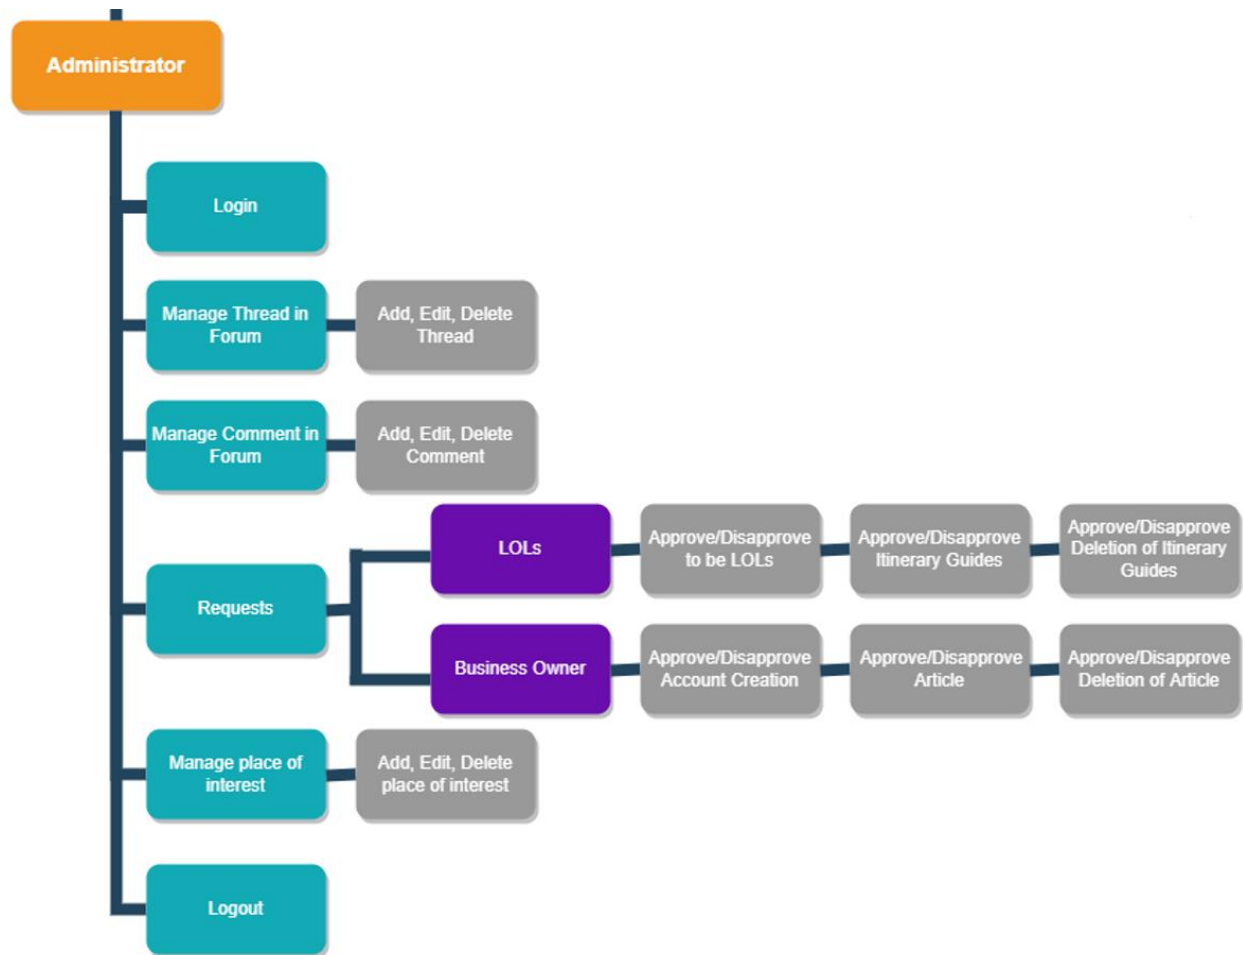 Administrator
Login
Manage Thread in
Forum
Add, Edit, Delete
Thread
Manage Comment in
Forum
Add, Edit, Delete
Comment
Requests
LOLs
Approve/Disapprove
to be LOLs
Approve/Disapprove
Itinerary Guides
Approve/Disapprove
Deletion of Itinerary
Guides
Business Owner
Approve/Disapprove
Account Creation
Approve/Disapprove
Article
Approve/Disapprove
Deletion of Article
Manage place of
interest
Add, Edit, Delete
place of interest
Logout